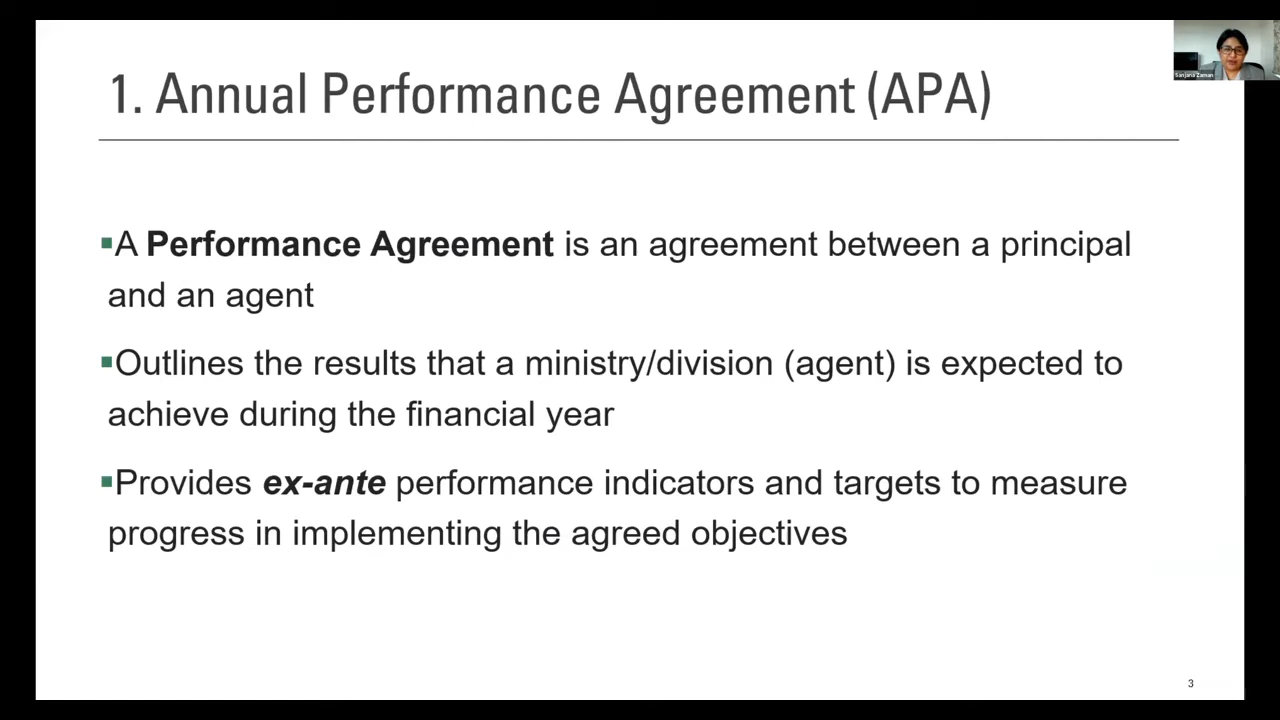 1. Annual Performance Agreement (APA)
Sanjana Zaman
▪A Performance Agreement is an agreement between a principal
and an agent
▪Outlines the results that a ministry/division (agent) is expected to
achieve during the financial year
▪Provides ex-ante performance indicators and targets to measure
progress in implementing the agreed objectives
3